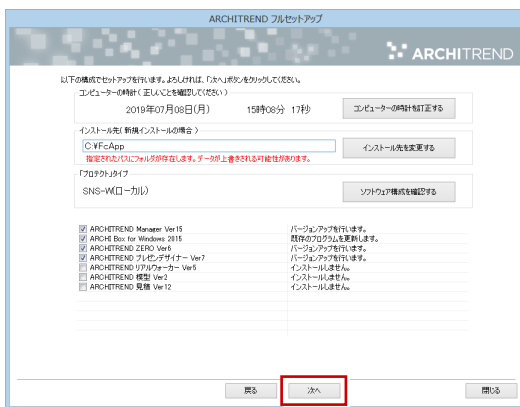 ARCHITREND フルセットアップ
ARCHITREND
以下の構成でセットアップを行います。よろしければ、「次へ」ボタンをクリックしてください。
コンピューターの時計（ 正しいことを確認してください ）
2019年07月08日(月) 15時08分 17秒 コンピューターの時計を訂正する
インストール先( 新規インストールの場合 )
C:¥FcApp インストール先を変更する
指定されたパスにフォルダが存在します。データが上書きされる可能性があります。
「プロテクト」タイプ
SNS-W(ローカル) ソフトウェア構成を確認する
ARCHITREND Manager Ver15 バージョンアップを行います。
ARCHI Box for Windows 2015 既存のプログラムを更新します。
ARCHITREND ZERO Ver6 バージョンアップを行います。
ARCHITREND プレゼンデザイナー Ver7 バージョンアップを行います。
ARCHITREND リアルウォーカー Ver5 インストールしません。
ARCHITREND 模型 Ver2 インストールしません。
ARCHITREND 見積 Ver12 インストールしません。
戻る 次へ 閉じる